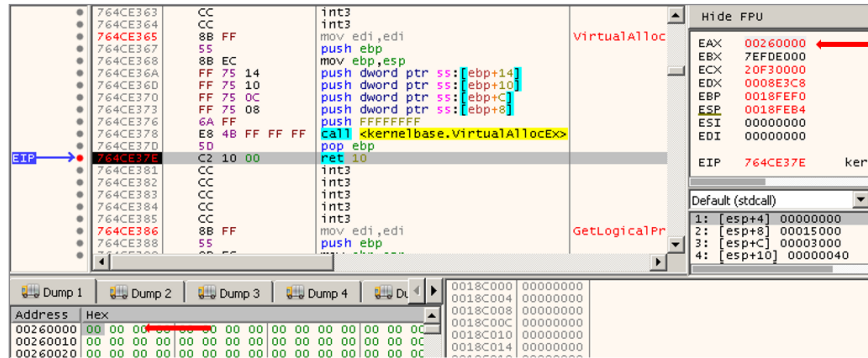 764CE363 CC int3
764CE364 CC int3
764CE365 8B FF mov edi,edi VirtualAlloc
764CE367 55 push ebp
764CE368 8B EC mov ebp,esp
764CE36A FF 75 14 push dword ptr ss:[ebp+14]
764CE36D FF 75 10 push dword ptr ss:[ebp+10]
764CE370 FF 75 0C push dword ptr ss:[ebp+C]
764CE373 FF 75 08 push dword ptr ss:[ebp+8]
764CE376 6A FF push FFFFFFFF
764CE378 E8 4B FF FF FF call <kernelbase.VirtualAllocEx>
764CE37D 5D pop ebp
EIP 764CE37E C2 10 00 ret 10
764CE381 CC int3
764CE382 CC int3
764CE383 CC int3
764CE384 CC int3
764CE385 CC int3
764CE386 8B FF mov edi,edi GetLogicalPr
764CE388 55 push ebp
Hide FPU
EAX 00260000
EBX 7EFDE000
ECX 20F30000
EDX 0008E3C8
EBP 0018FEF0
ESP 0018FEB4
ESI 00000000
EDI 00000000
EIP 764CE37E ker
Default (stdcall)
1: [esp+4] 00000000
2: [esp+8] 00015000
3: [esp+C] 00003000
4: [esp+10] 00000040
Dump 1 Dump 2 Dump 3 Dump 4
Address Hex
00260000 00 00 00 00 00 00 00 00 00 00 00 00 00
00260010 00 00 00 00 00 00 00 00 00 00 00 00 00 00
00260020 00 00 00 00 00 00 00 00 00 00 00 00 00 00
0018C000 00000000
0018C004 00000000
0018C008 00000000
0018C00C 00000000
0018C010 00000000
0018C014 00000000